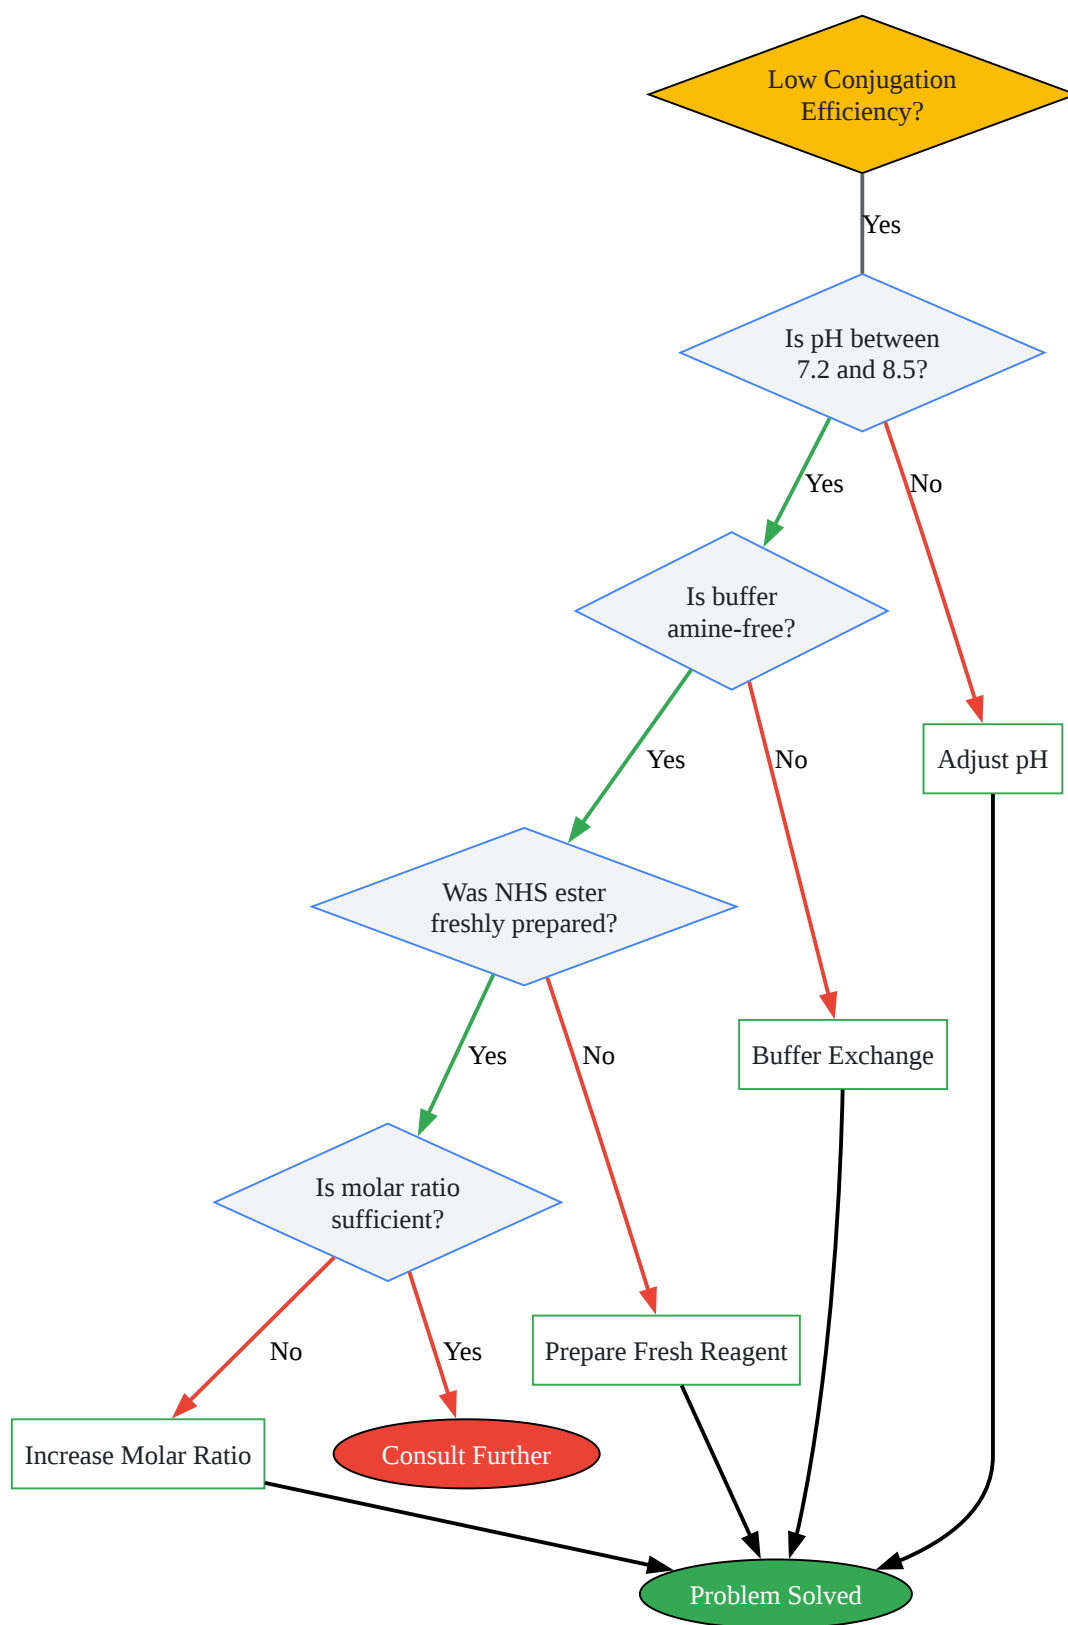 Low Conjugation
Efficiency?
Yes
Is pH between
7.2 and 8.5?
Yes
No
Is buffer
amine-free?
Yes
No
Adjust pH
Was NHS ester
freshly prepared?
Yes
No
Buffer Exchange
Is molar ratio
sufficient?
No
Yes
Prepare Fresh Reagent
Increase Molar Ratio
Consult Further
Problem Solved